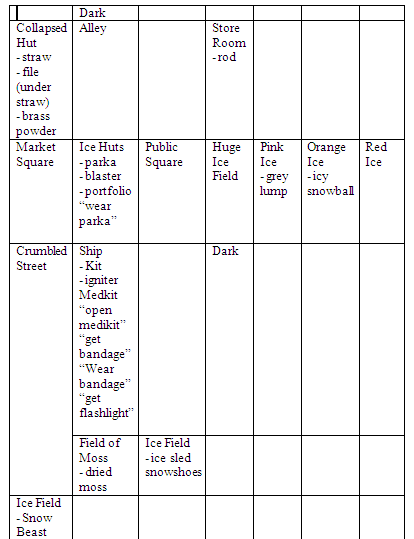 Dark
Collapsed
Hut
- straw
- file
(under
straw)
- brass
powder
Alley
Store
Room
- rod
Market
Square
Ice Huts
- parka
- blaster
- portfolio
“wear
parka”
Public
Square
Huge
Ice
Field
Pink
Ice
- grey
lump
Orange
Ice
- icy
snowball
Red
Ice
Crumbled
Street
Ship
- Kit
- igniter
Medkit
“open
medikit”
“get
bandage”
“Wear
bandage”
“get
flashlight”
Dark
Field of
Moss
- dried
moss
Ice Field
- ice sled
snowshoes
Ice Field
- Snow
Beast